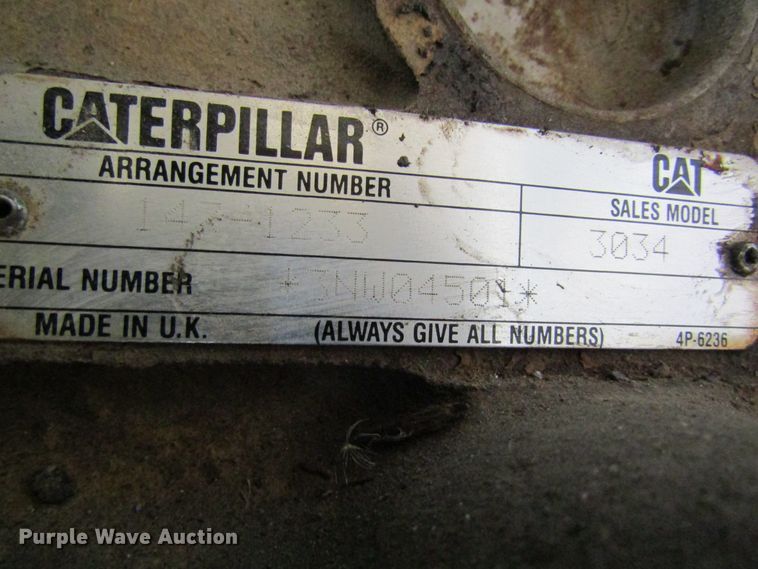 CATERPILLAR®
CAT
ARRANGEMENT NUMBER
SALES MODEL
3034
ERIAL NUMBER
MADE IN U.K.
(ALWAYS GIVE ALL NUMBERS)
4P-6236
Purple Wave Auction